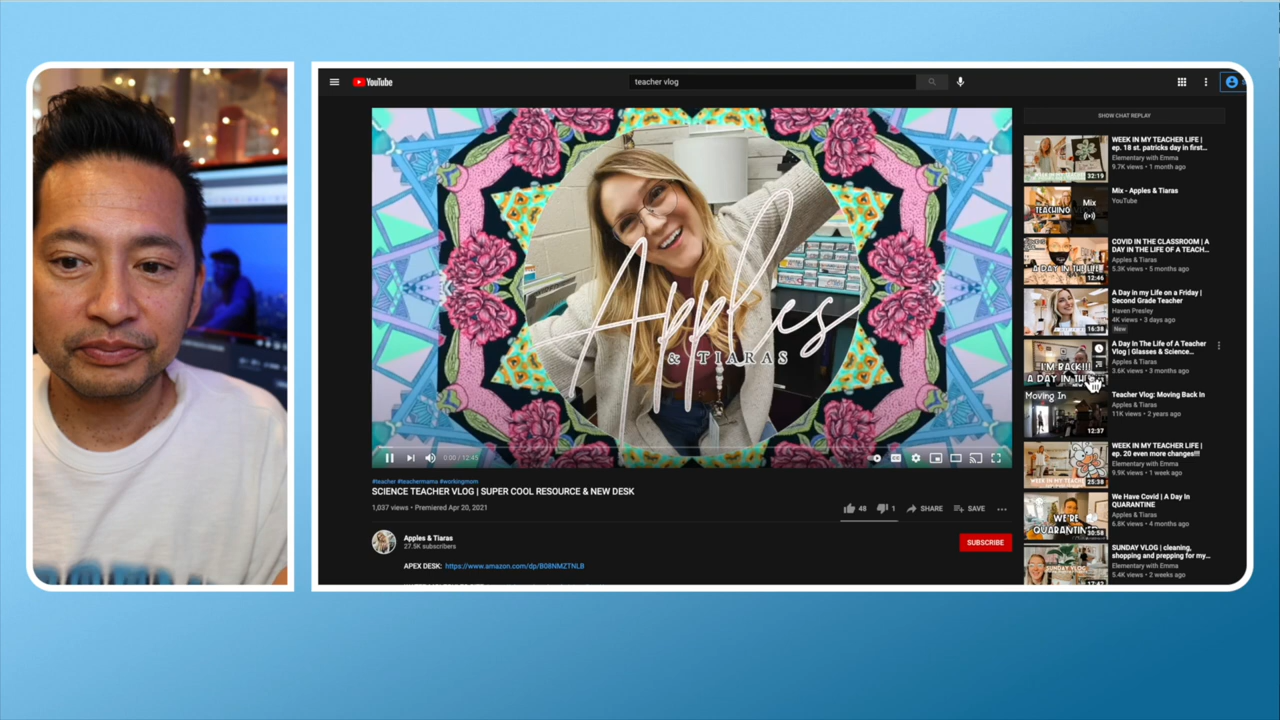 YouTube
teacher vlog
SHOW CHAT REPLAY
Apples
& TIARAS
0:00 / 12:45
#teacher #teachermama #workingmom
SCIENCE TEACHER VLOG | SUPER COOL RESOURCE & NEW DESK
1,037 views • Premiered Apr 20, 2021
48
1
SHARE
SAVE
Apples & Tiaras
27.5K subscribers
SUBSCRIBE
APEX DESK: https://www.amazon.com/dp/B08NMZTNLB
32:19
WEEK IN MY TEACHER LIFE |
ep. 18 st. patricks day in first...
Elementary with Emma
9.7K views • 1 month ago
TEACHING
Mix
Mix - Apples & Tiaras
YouTube
A DAY IN THE LIFE
12:46
COVID IN THE CLASSROOM | A
DAY IN THE LIFE OF A TEACH...
Apples & Tiaras
5.3K views • 5 months ago
16:38
A Day in my Life on a Friday |
Second Grade Teacher
Haven Presley
4K views • 3 days ago
New
I'M BACK!!!
A DAY IN THE
A Day In The Life of A Teacher
Vlog | Glasses & Science...
Apples & Tiaras
3.6K views • 3 months ago
Moving In
12:37
Teacher Vlog: Moving Back In
Apples & Tiaras
11K views • 2 years ago
WEEK IN MY TEACHER LIFE
25:38
WEEK IN MY TEACHER LIFE |
ep. 20 even more changes!!!
Elementary with Emma
9.9K views • 1 week ago
WE'RE
QUARANTINED
30:58
We Have Covid | A Day In
QUARANTINE
Apples & Tiaras
6.8K views • 4 months ago
SUNDAY VLOG
17:42
SUNDAY VLOG | cleaning,
shopping and prepping for my...
Elementary with Emma
5.4K views • 2 weeks ago